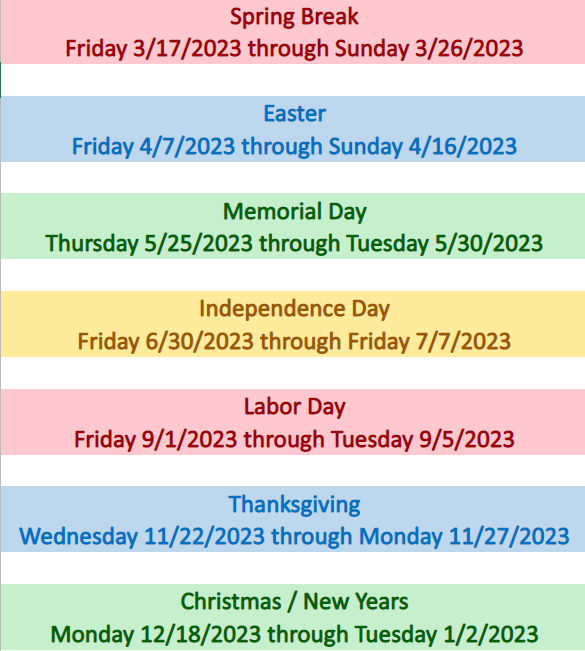 Spring Break
Friday 3/17/2023 through Sunday 3/26/2023
Easter
Friday 4/7/2023 through Sunday 4/16/2023
Memorial Day
Thursday 5/25/2023 through Tuesday 5/30/2023
Independence Day
Friday 6/30/2023 through Friday 7/7/2023
Labor Day
Friday 9/1/2023 through Tuesday 9/5/2023
Thanksgiving
Wednesday 11/22/2023 through Monday 11/27/2023
Christmas / New Years
Monday 12/18/2023 through Tuesday 1/2/2023